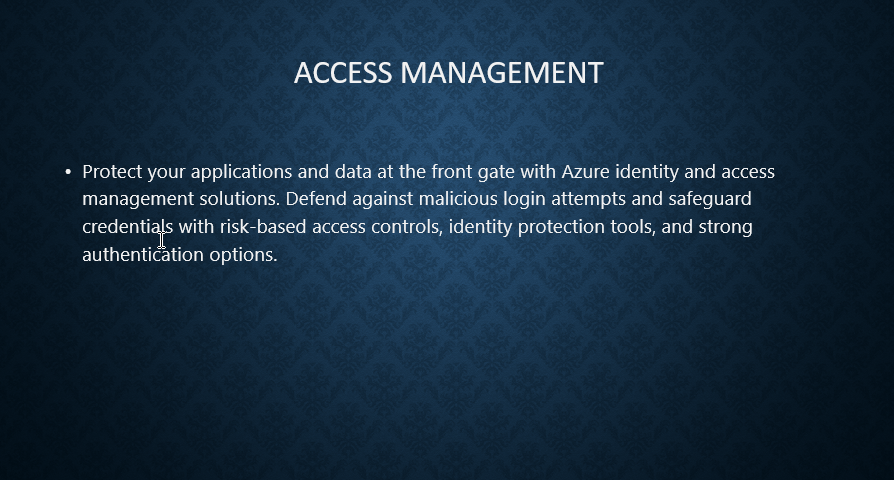 ACCESS MANAGEMENT
• Protect your applications and data at the front gate with Azure identity and access
management solutions. Defend against malicious login attempts and safeguard
credentials with risk-based access controls, identity protection tools, and strong
authentication options.